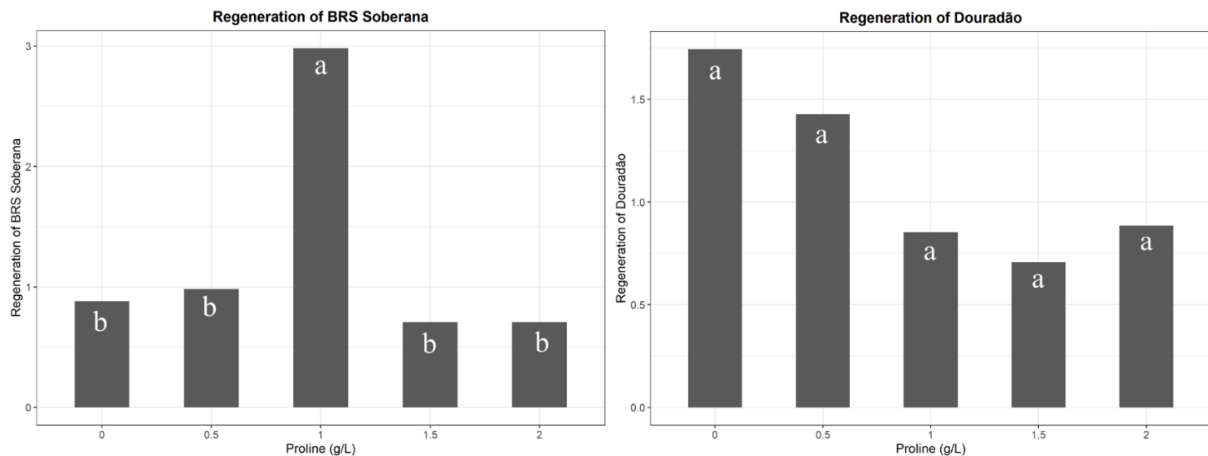 Regeneration of BRS Soberana
Regeneration of BRS Soberana
3
2
1
0
b
b
a
b
b
0
0.5
1
1.5
2
Proline (g/L)
Regeneration of Douradão
Regeneration of Douradão
1.5
1.0
0.5
0.0
a
a
a
a
a
0
0.5
1
1.5
2
Proline (g/L)